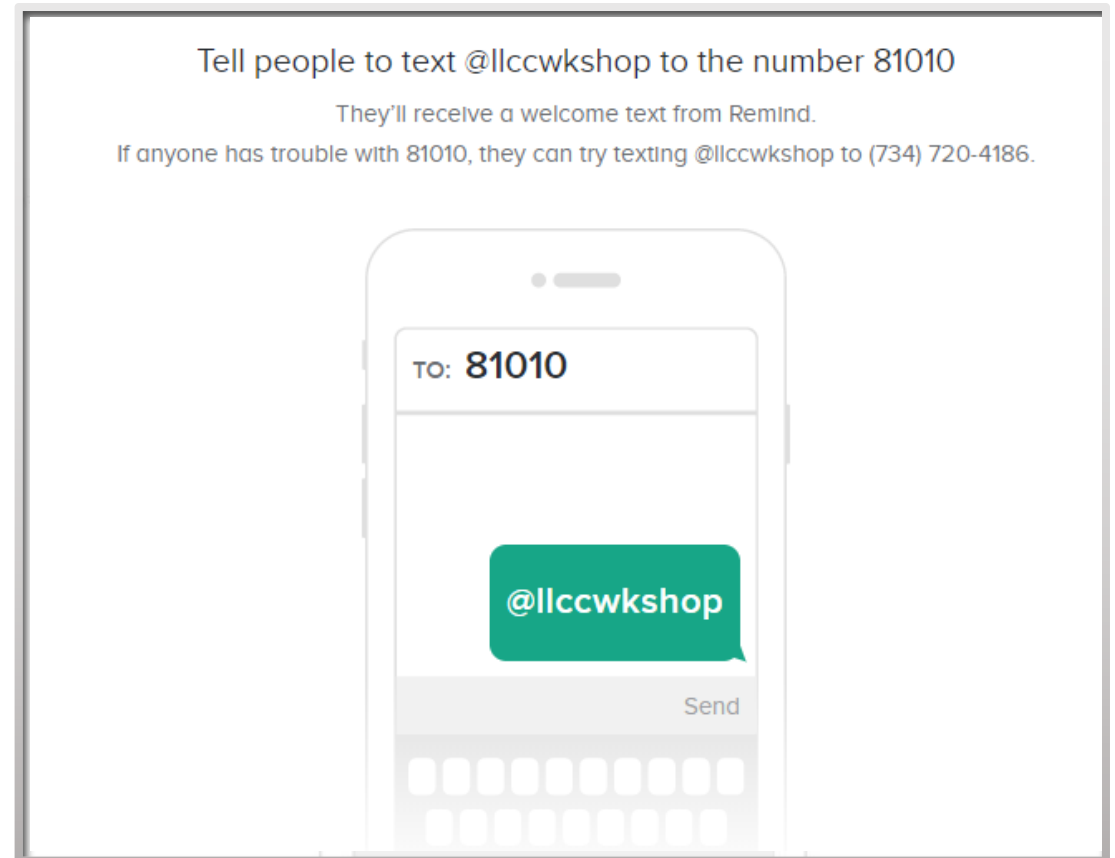 Tell people to text @llccwkshop to the number 81010
They'll receive a welcome text from Remind.
If anyone has trouble with 81010, they can try texting @llccwkshop to (734) 720-4186.
TO: 81010
@llccwkshop
Send